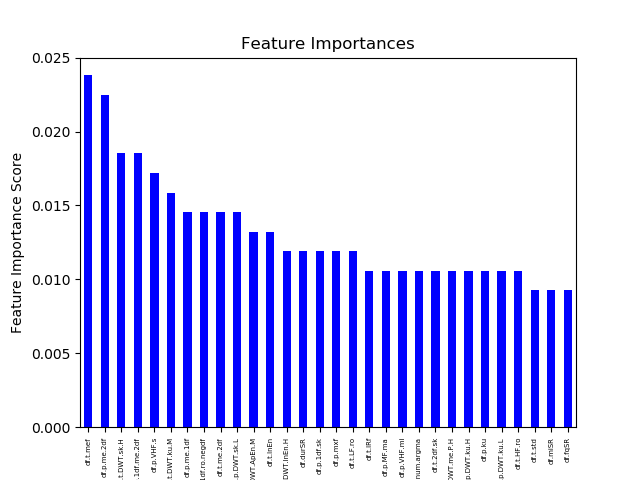 Feature Importances
Feature Importance Score
0.025
0.020
0.015
0.010
0.005
0.000
df.t.mef
df.p.me.2df
.t.DWT.sk.H
.1df.me.2df
df.p.VHF.s
.t.DWT.ku.M
df.p.me.1df
1df.ro.negdf
df.t.me.2df
.p.DWT.sk.L
DWT.ApEn.M
df.t.InEn
DWT.InEn.H
df.durSR
df.p.1df.sk
df.p.mxf
df.t.LF.ro
df.t.IRf
df.p.MF.ma
df.p.VHF.mi
num.argma
df.t.2df.sk
DWT.me.P.H
.p.DWT.ku.H
df.p.ku
.p.DWT.ku.L
df.t.HF.ro
df.t.std
df.miSR
df.fqSR